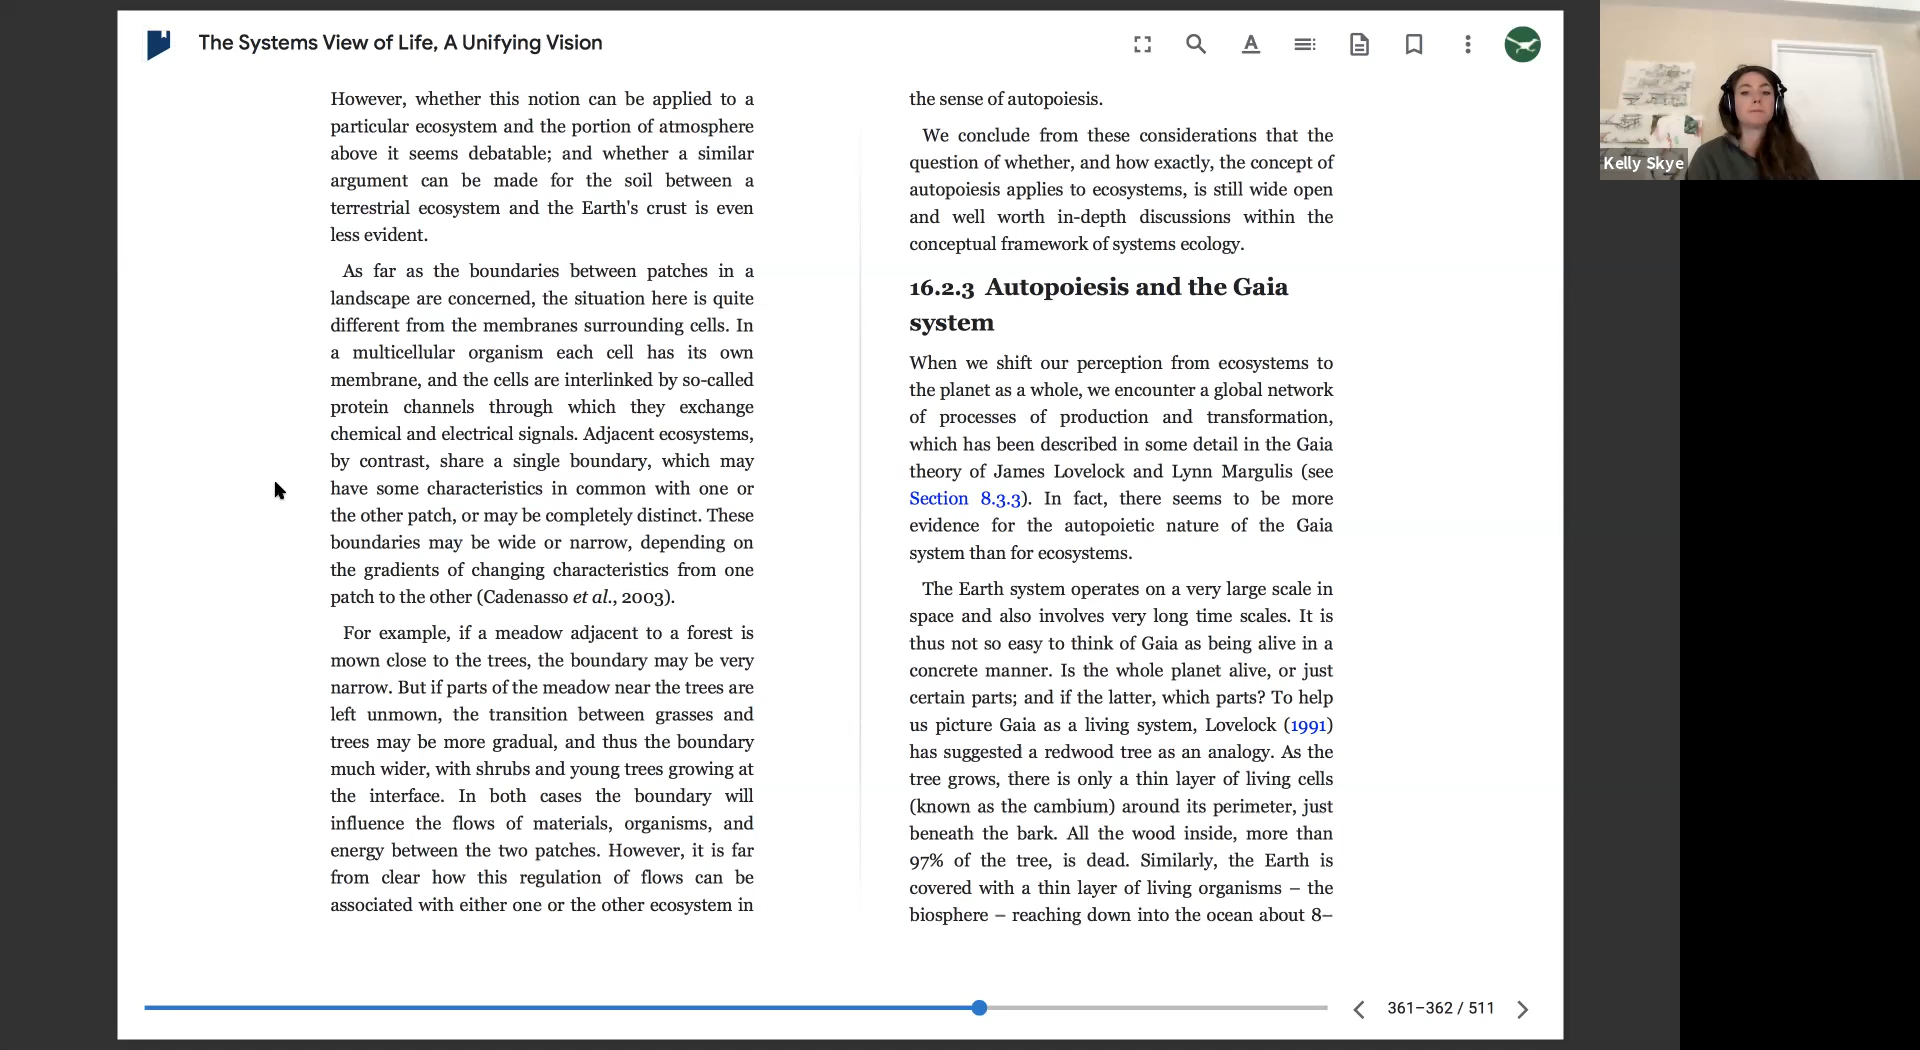 The Systems View of Life, A Unifying Vision
However, whether this notion can be applied to a
particular ecosystem and the portion of atmosphere
above it seems debatable; and whether a similar
argument can be made for the soil between a
terrestrial ecosystem and the Earth's crust is even
less evident.
As far as the boundaries between patches in a
landscape are concerned, the situation here is quite
different from the membranes surrounding cells. In
a multicellular organism each cell has its own
membrane, and the cells are interlinked by so-called
protein channels through which they exchange
chemical and electrical signals. Adjacent ecosystems,
by contrast, share a single boundary, which may
have some characteristics in common with one or
the other patch, or may be completely distinct. These
boundaries may be wide or narrow, depending on
the gradients of changing characteristics from one
patch to the other (Cadenasso et al., 2003).
For example, if a meadow adjacent to a forest is
mown close to the trees, the boundary may be very
narrow. But if parts of the meadow near the trees are
left unmown, the transition between grasses and
trees may be more gradual, and thus the boundary
much wider, with shrubs and young trees growing at
the interface. In both cases the boundary will
influence the flows of materials, organisms, and
energy between the two patches. However, it is far
from clear how this regulation of flows can be
associated with either one or the other ecosystem in
the sense of autopoiesis.
We conclude from these considerations that the
question of whether, and how exactly, the concept of
autopoiesis applies to ecosystems, is still wide open
and well worth in-depth discussions within the
conceptual framework of systems ecology.
16.2.3 Autopoiesis and the Gaia
system
When we shift our perception from ecosystems to
the planet as a whole, we encounter a global network
of processes of production and transformation,
which has been described in some detail in the Gaia
theory of James Lovelock and Lynn Margulis (see
Section 8.3.3). In fact, there seems to be more
evidence for the autopoietic nature of the Gaia
system than for ecosystems.
The Earth system operates on a very large scale in
space and also involves very long time scales. It is
thus not so easy to think of Gaia as being alive in a
concrete manner. Is the whole planet alive, or just
certain parts; and if the latter, which parts? To help
us picture Gaia as a living system, Lovelock (1991)
has suggested a redwood tree as an analogy. As the
tree grows, there is only a thin layer of living cells
(known as the cambium) around its perimeter, just
beneath the bark. All the wood inside, more than
97% of the tree, is dead. Similarly, the Earth is
covered with a thin layer of living organisms – the
biosphere – reaching down into the ocean about 8–
361–362 / 511
Kelly Skye